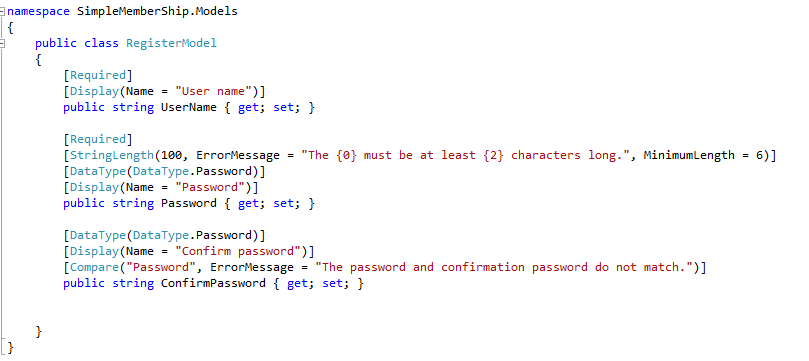 namespace SimpleMemberShip.Models
{
    public class RegisterModel
    {
        [Required]
        [Display(Name = "User name")]
        public string UserName { get; set; }

        [Required]
        [StringLength(100, ErrorMessage = "The {0} must be at least {2} characters long.", MinimumLength = 6)]
        [DataType(DataType.Password)]
        [Display(Name = "Password")]
        public string Password { get; set; }

        [DataType(DataType.Password)]
        [Display(Name = "Confirm password")]
        [Compare("Password", ErrorMessage = "The password and confirmation password do not match.")]
        public string ConfirmPassword { get; set; }


    }
}